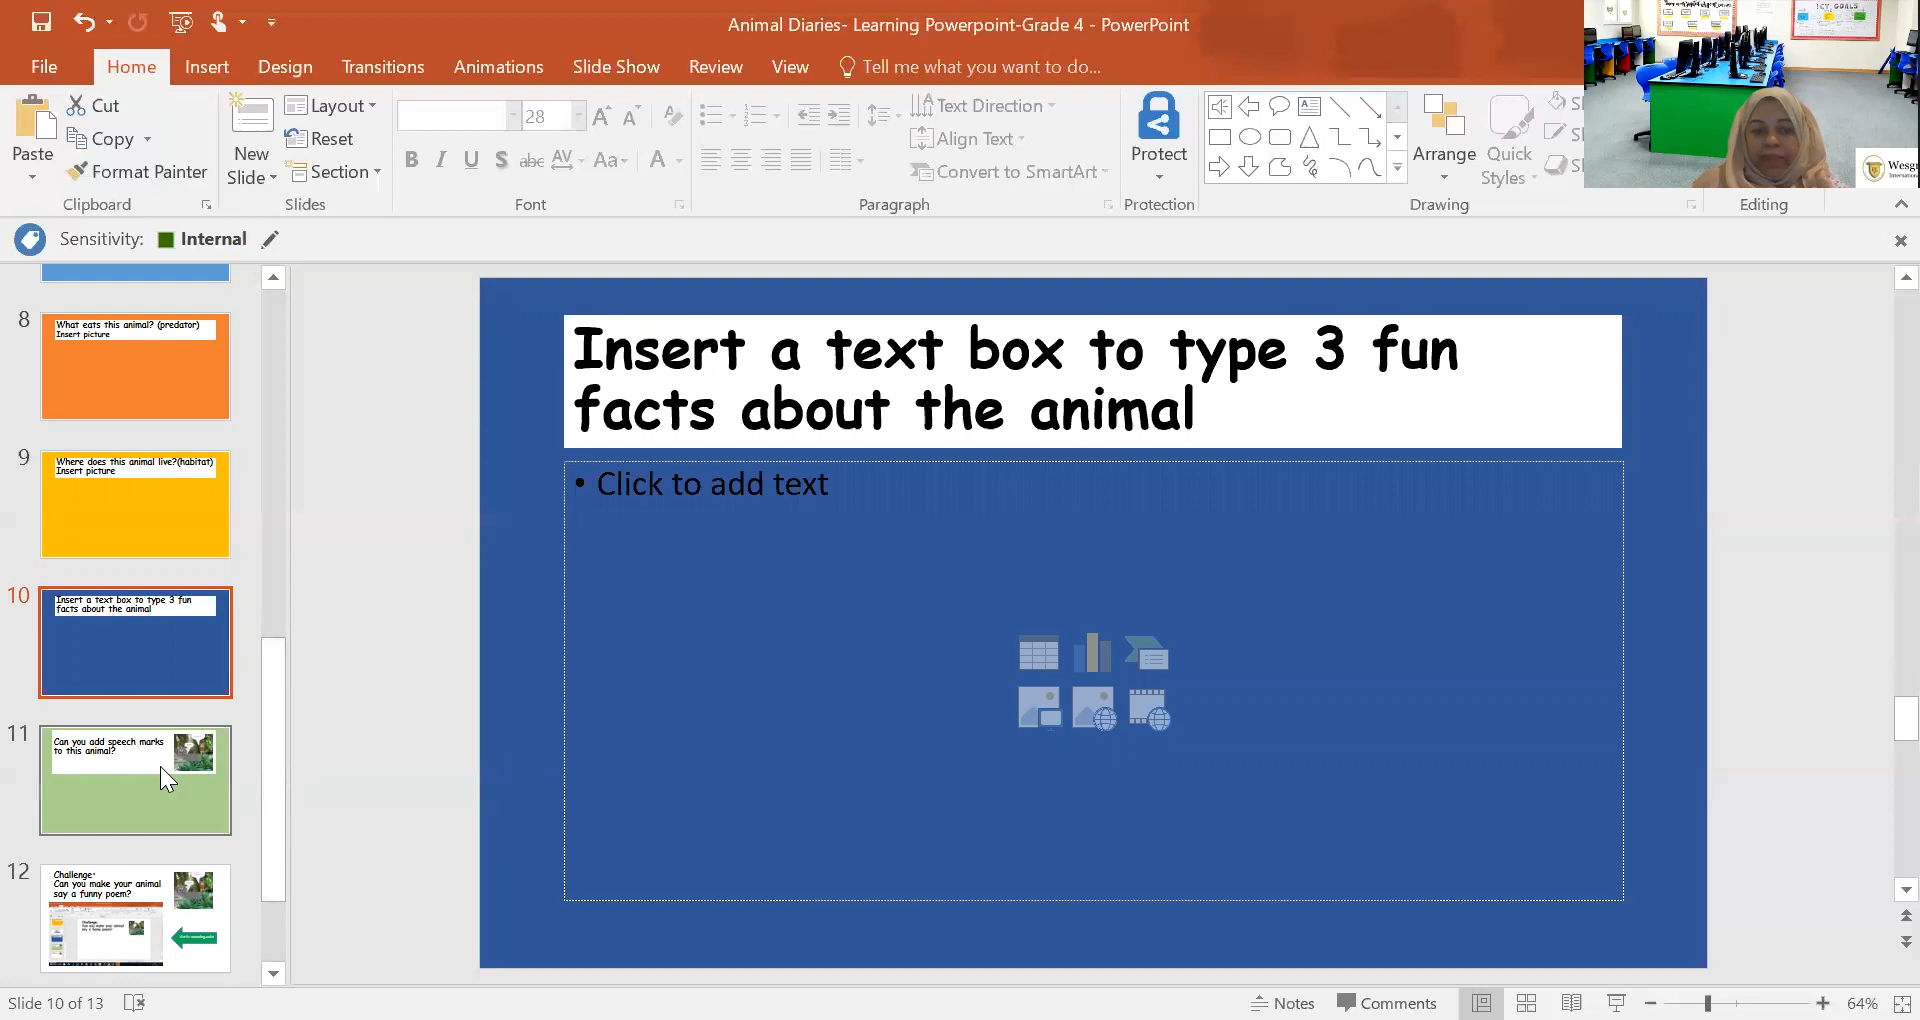 Animal Diaries- Learning Powerpoint-Grade 4 - PowerPoint
File Home Insert Design Transitions Animations Slide Show Review View Tell me what you want to do...
Paste
Cut
Copy
Format Painter
Clipboard
New
Slide
Layout
Reset
Section
Slides
28
B I U S abc AV Aa A
Font
Text Direction
Align Text
Convert to SmartArt
Paragraph
Protect
Protection
Arrange
Quick
Styles
Drawing
Editing
ICT GOALS
Sensitivity: Internal
8
What eats this animal? (predator)
Insert picture
9
Where does this animal live?(habitat)
Insert picture
10
Insert a text box to type 3 fun
facts about the animal
11
Can you add speech marks
to this animal?
12
Challenge:
Can you make your animal
say a funny poem?
Insert a text box to type 3 fun
facts about the animal
• Click to add text
Slide 10 of 13
Notes Comments 64%